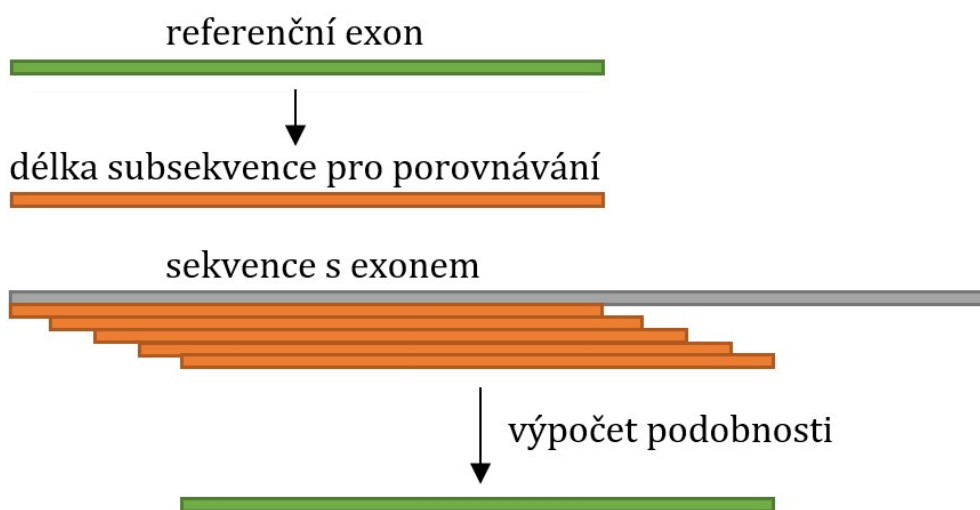 referenční exon
délka subsekvence pro porovnávání
sekvence s exonem
výpočet podobnosti